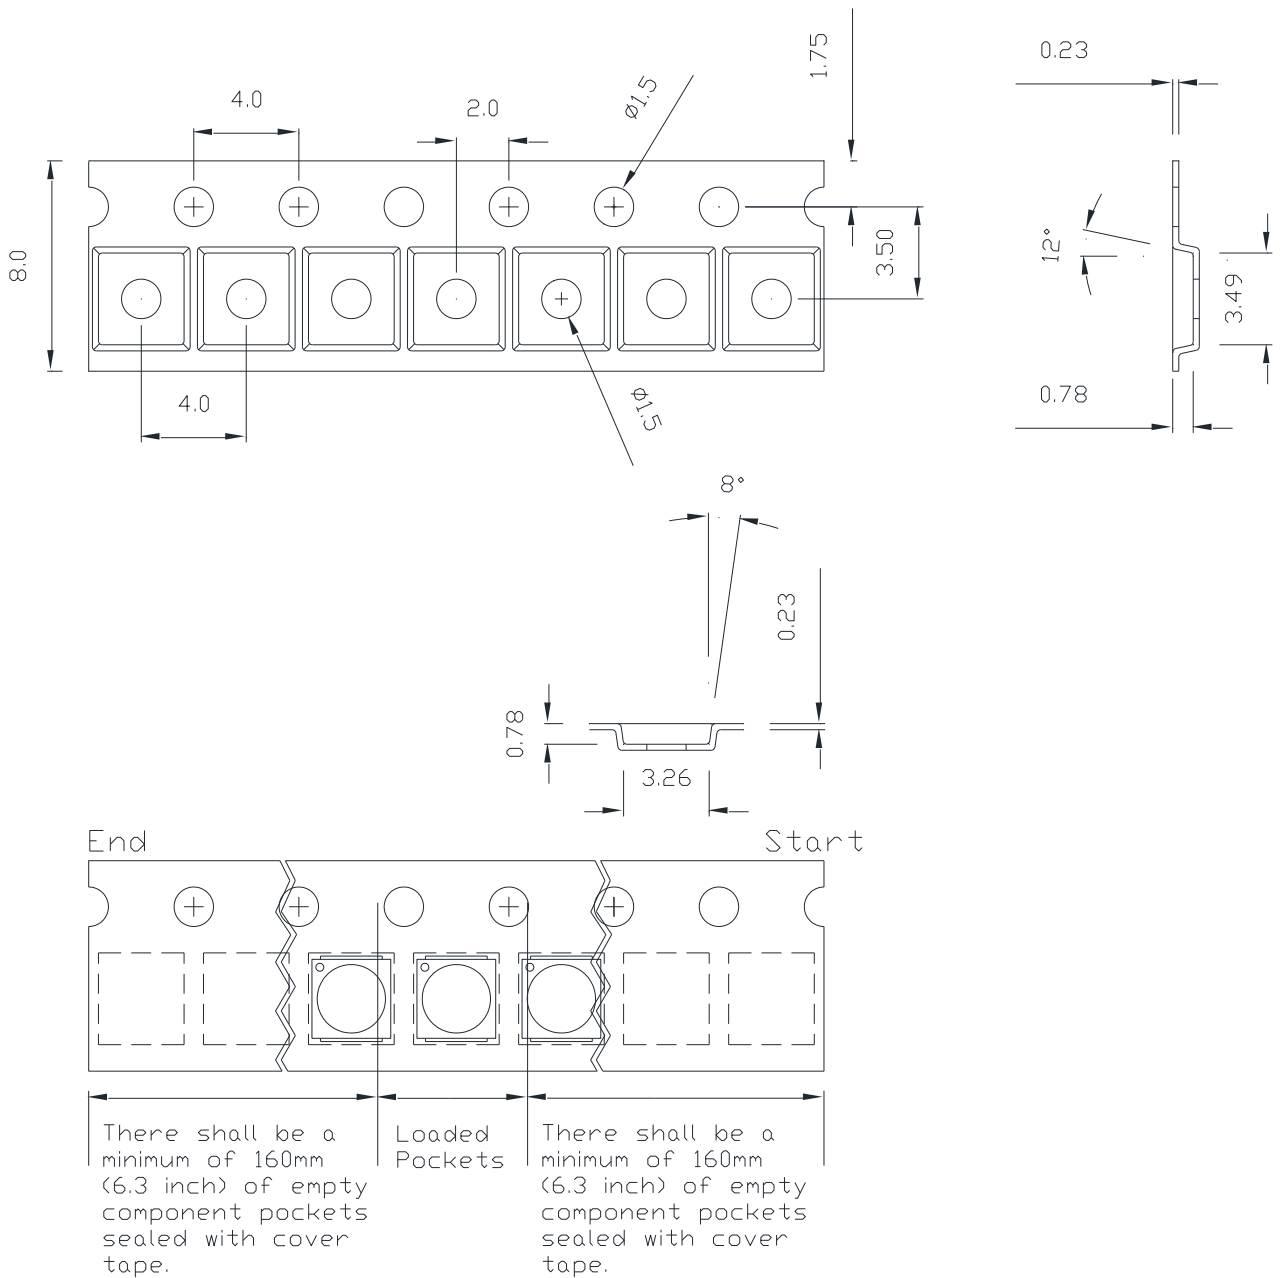 1.75
0.23
4.0
2.0
ø1.5
8.0
3.50
12°
3.49
4.0
ø1.5
0.78
8°
0.23
0.78
3.26
End
Start
There shall be a
minimum of 160mm
(6.3 inch) of empty
component pockets
sealed with cover
tape.
Loaded
Pockets
There shall be a
minimum of 160mm
(6.3 inch) of empty
component pockets
sealed with cover
tape.